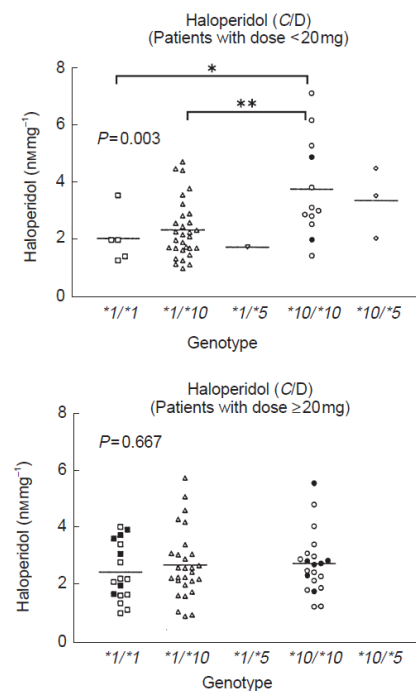 Haloperidol (C/D)
(Patients with dose <20mg)
*
**
P=0.003
Haloperidol (nMmg⁻¹)
8
6
4
2
0
*1/*1 *1/*10 *1/*5 *10/*10 *10/*5
Genotype
Haloperidol (C/D)
(Patients with dose ≥20mg)
P=0.667
Haloperidol (nMmg⁻¹)
8
6
4
2
0
*1/*1 *1/*10 *1/*5 *10/*10 *10/*5
Genotype